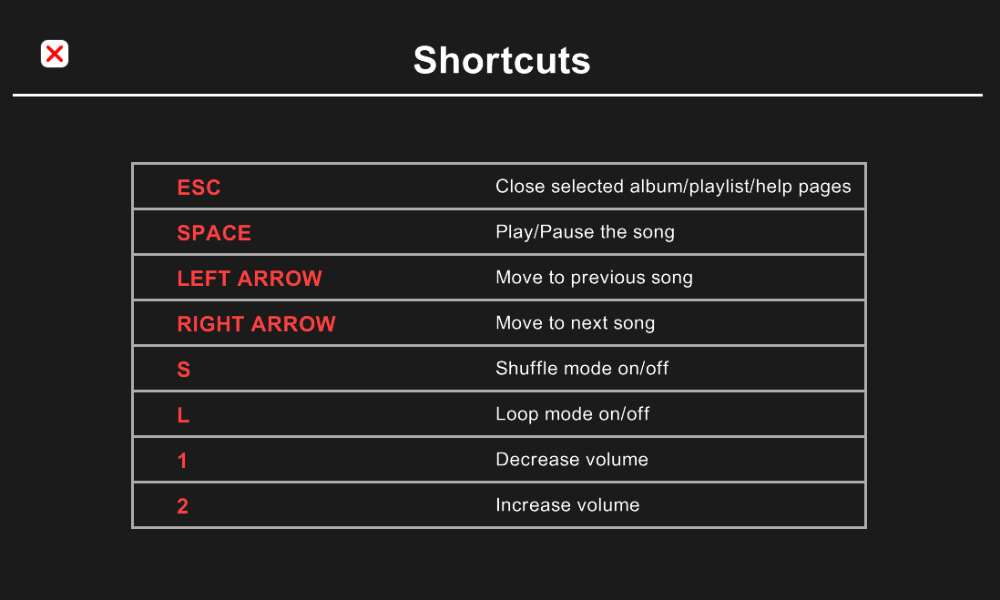 Shortcuts
ESC Close selected album/playlist/help pages
SPACE Play/Pause the song
LEFT ARROW Move to previous song
RIGHT ARROW Move to next song
S Shuffle mode on/off
L Loop mode on/off
1 Decrease volume
2 Increase volume